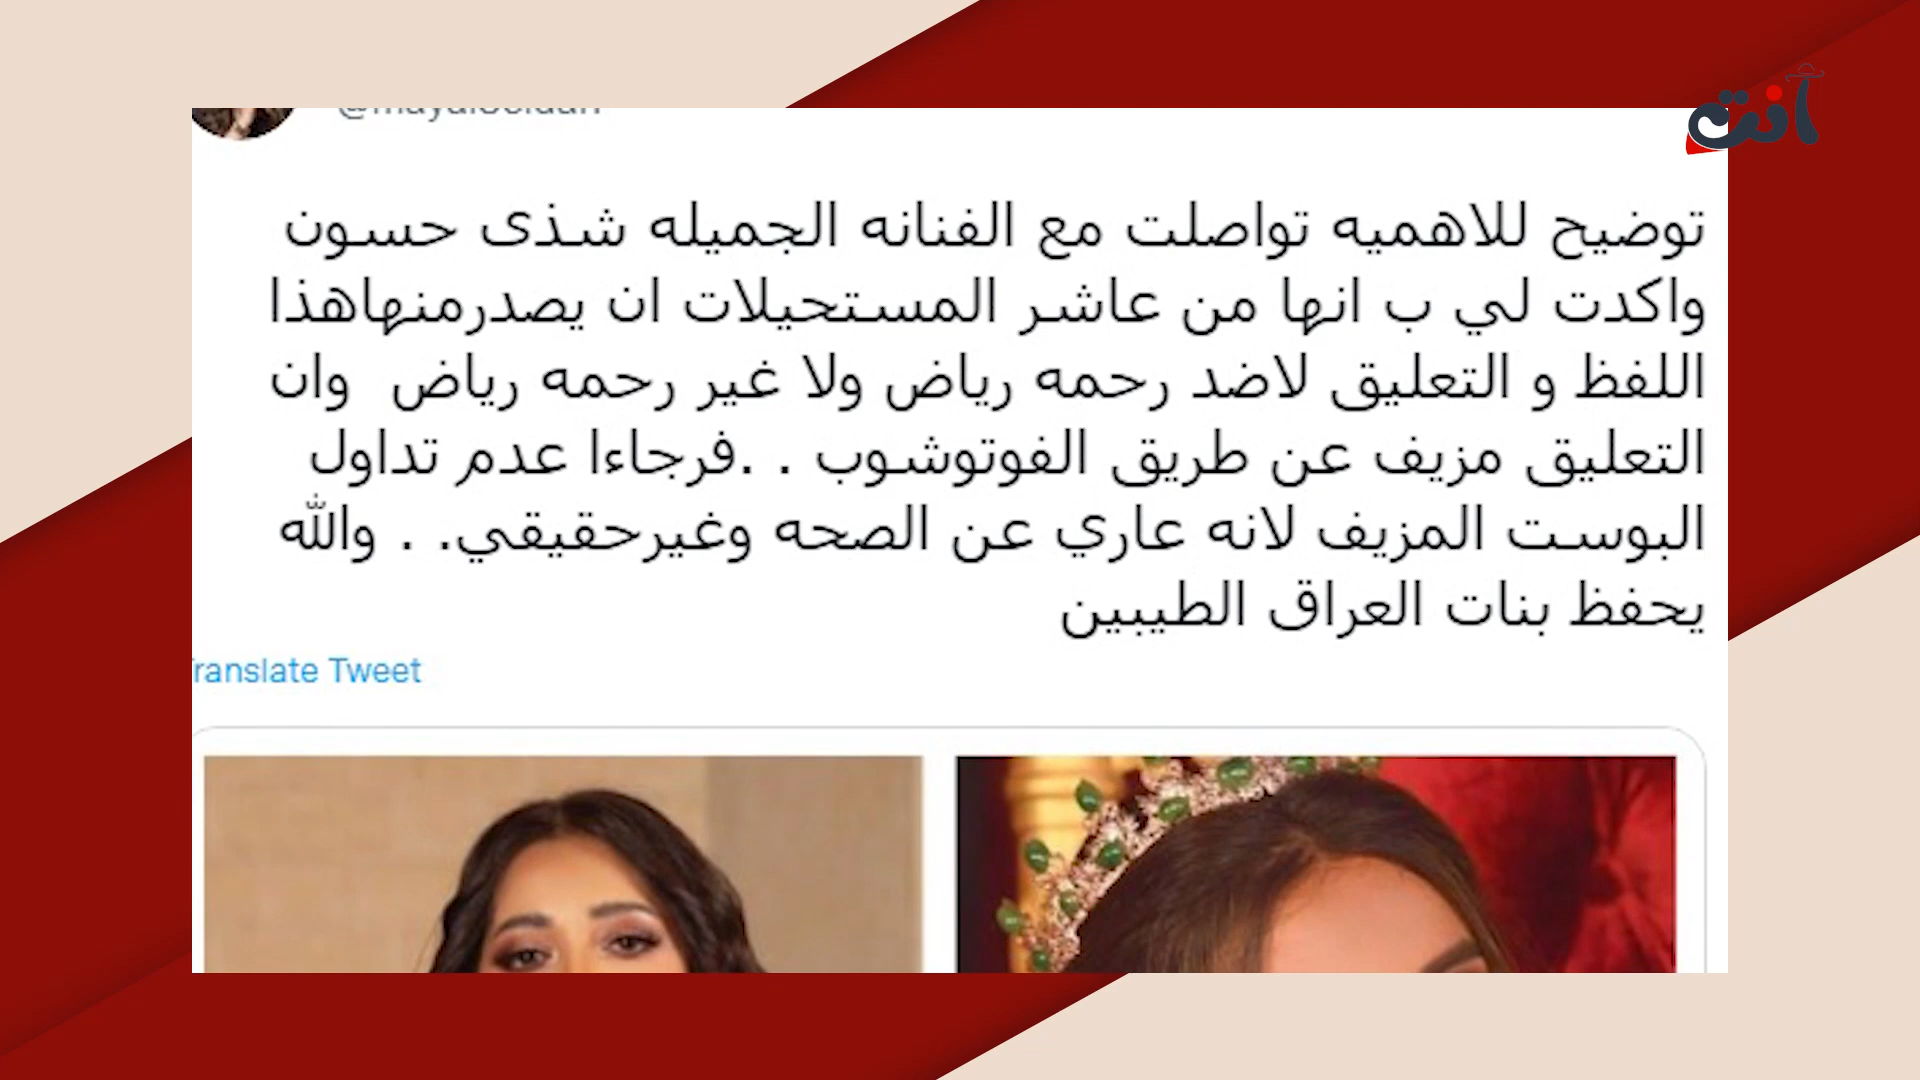 توضيح للاهميه تواصلت مع الفنانه الجميله شذى حسون
واكدت لي ب انها من عاشر المستحيلات ان يصدرمنهاهذا
اللفظ و التعليق لاضد رحمه رياض ولا غير رحمه رياض  وان
التعليق مزيف عن طريق الفوتوشوب . .فرجاءا عدم تداول
البوست المزيف لانه عاري عن الصحه وغيرحقيقي. . والله
يحفظ بنات العراق الطيبين
ranslate Tweet
أنت